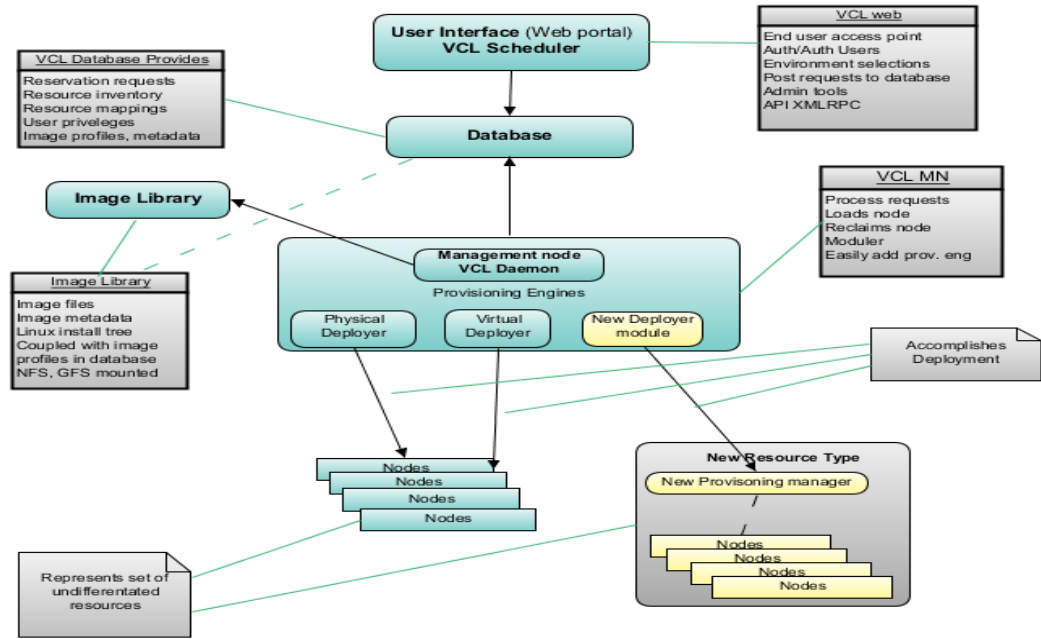 User Interface (Web portal)
VCL Scheduler
VCL web
End user access point
Auth/Auth Users
Environment selections
Post requests to database
Admin tools
API XMLRPC
VCL Database Provides
Reservation requests
Resource inventory
Resource mappings
User priveleges
Image profiles, metadata
Database
Image Library
VCL MN
Process requests
Loads node
Reclaims node
Moduler
Easily add prov. eng
Management node
VCL Daemon
Provisioning Engines
Physical
Deployer
Virtual
Deployer
New Deployer
module
Image Library
Image files
Image metadata
Linux install tree
Coupled with image
profiles in database
NFS, GFS mounted
Accomplishes
Deployment
Nodes
Nodes
Nodes
Nodes
New Resource Type
New Provisoning manager
Nodes
Nodes
Nodes
Nodes
Represents set of
undifferentated
resources